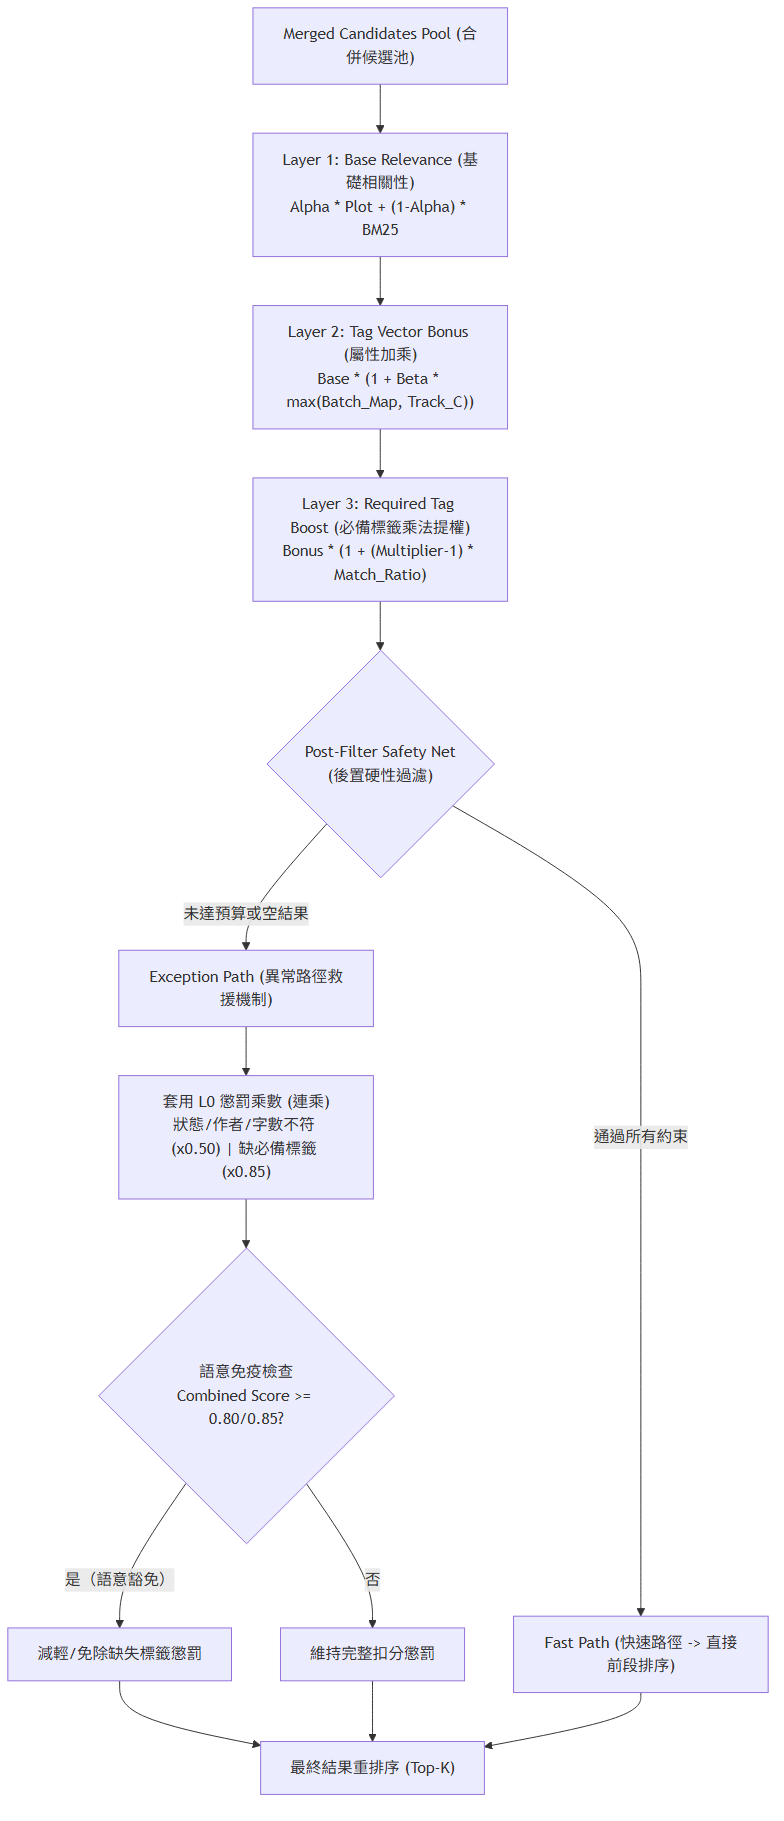 Merged Candidates Pool (合
併候選池)
Layer 1: Base Relevance (基
礎相關性)
Alpha * Plot + (1-Alpha) *
BM25
Layer 2: Tag Vector Bonus
(屬性加乘)
Base * (1 + Beta *
max(Batch_Map, Track_C))
Layer 3: Required Tag
Boost (必備標籤乘法提權)
Bonus * (1 + (Multiplier-1) *
Match_Ratio)
Post-Filter Safety Net
(後置硬性過濾)
未達預算或空結果
Exception Path (異常路徑救
援機制)
套用 L0 懲罰乘數 (連乘)
狀態/作者/字數不符
(x0.50) | 缺必備標籤
(x0.85)
通過所有約束
語意免疫檢查
Combined Score >=
0.80/0.85?
是（語意豁免）
否
減輕/免除缺失標籤懲罰
維持完整扣分懲罰
Fast Path (快速路徑 -> 直接
前段排序)
最終結果重排序 (Top-K)